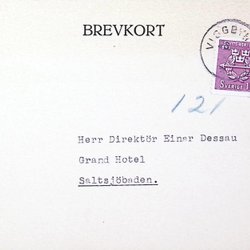 BREVKORT
VIGGBY
SVERIGE
121
Herr Direktör Einar Dessau
Grand Hotel
Saltsjöbaden.